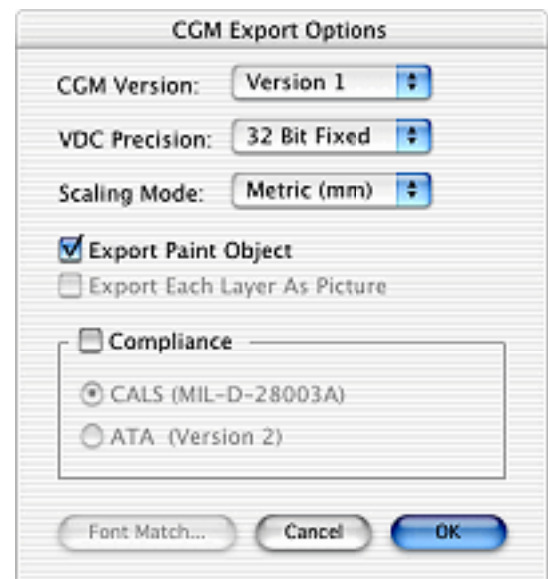 CGM Export Options
CGM Version: Version 1
VDC Precision: 32 Bit Fixed
Scaling Mode: Metric (mm)
Export Paint Object
Export Each Layer As Picture
Compliance
CALS (MIL-D-28003A)
ATA (Version 2)
Font Match... Cancel OK